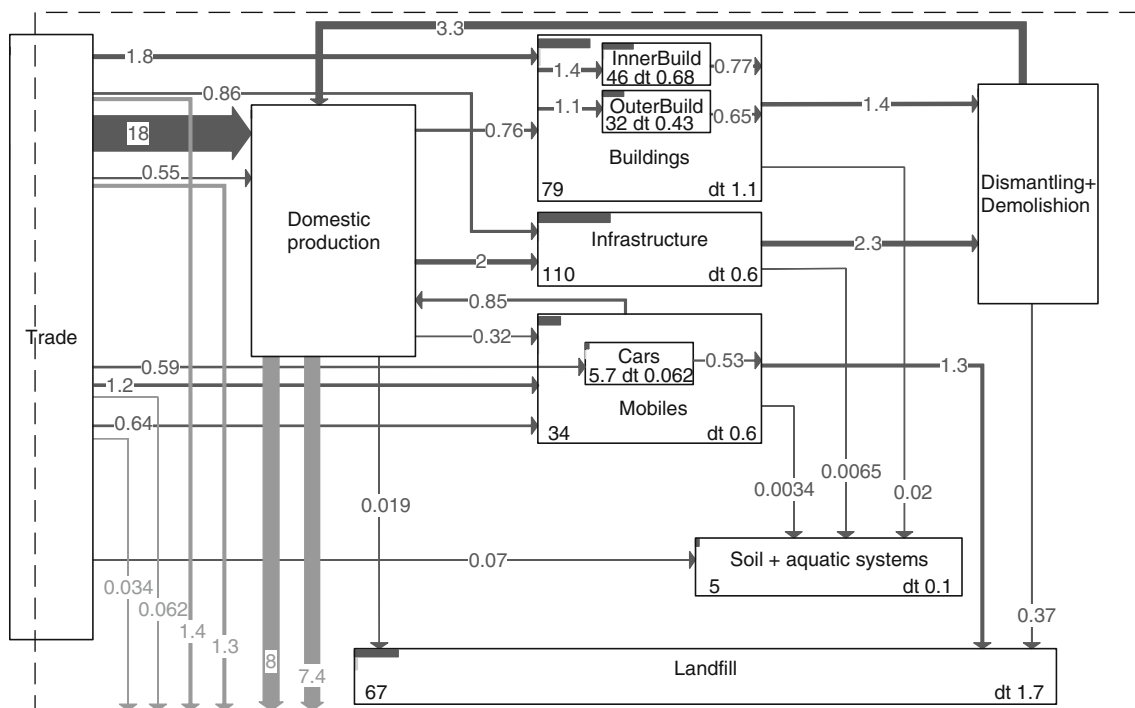 3.3
1.8
InnerBuild
1.4
0.77
46 dt 0.68
0.86
1.1
OuterBuild
1.4
18
0.76
32 dt 0.43
0.65
Buildings
0.55
79
dt 1.1
Dismantling+
Demolishion
Domestic
production
Infrastructure
2.3
2
110
dt 0.6
0.85
Trade
0.32
0.59
Cars
0.53
1.3
5.7 dt 0.062
1.2
Mobiles
0.64
34
dt 0.6
0.0065
0.0034
0.02
0.019
0.07
Soil + aquatic systems
0.034
5
dt 0.1
0.062
0.37
1.4
1.3
8
7.4
Landfill
67
dt 1.7